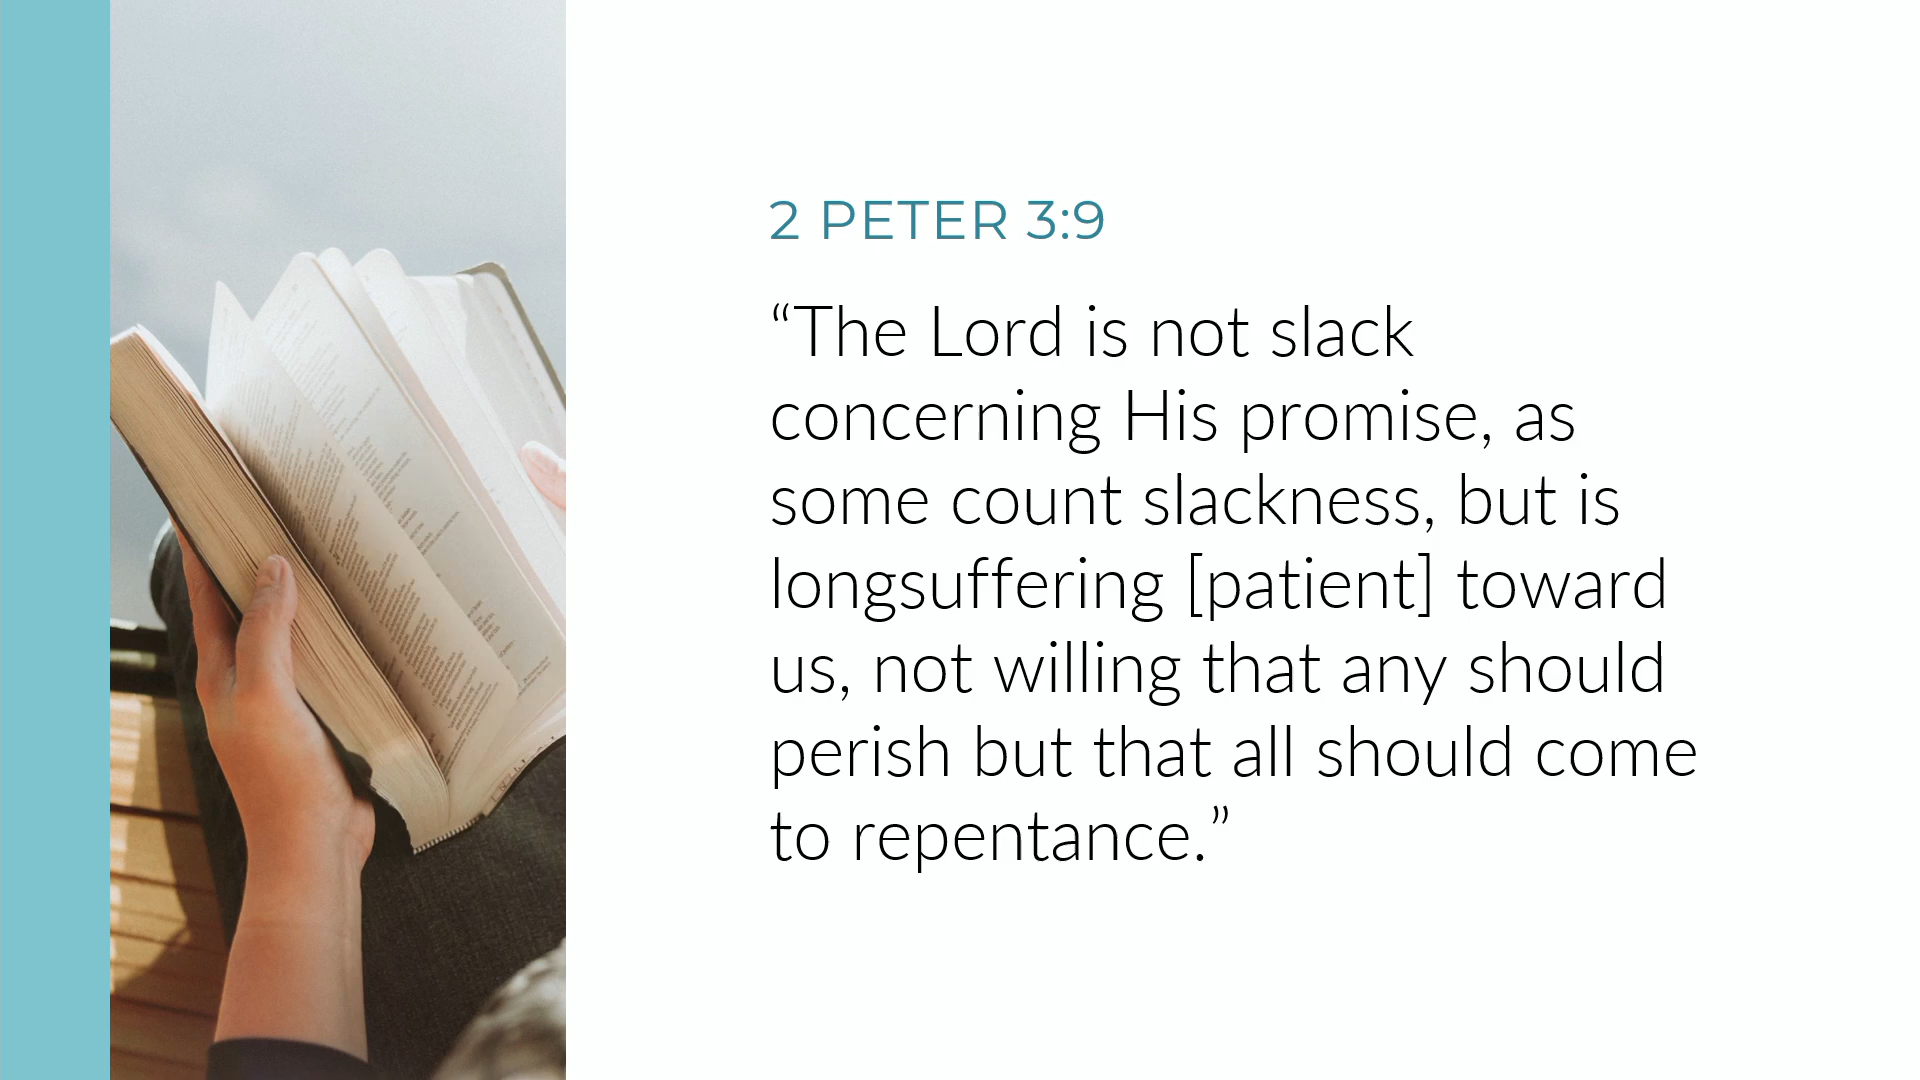 2 PETER 3:9
“The Lord is not slack
concerning His promise, as
some count slackness, but is
longsuffering [patient] toward
us, not willing that any should
perish but that all should come
to repentance.”